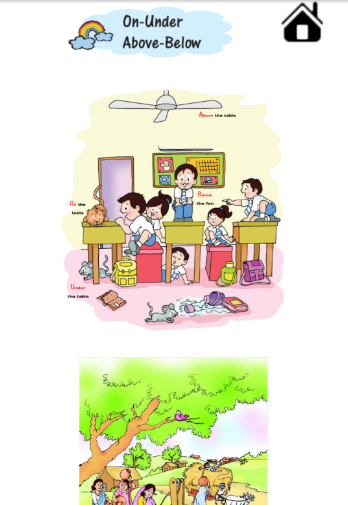 On-Under
Above-Below
Above the table
Below
the fan
On the
table
Under
the table